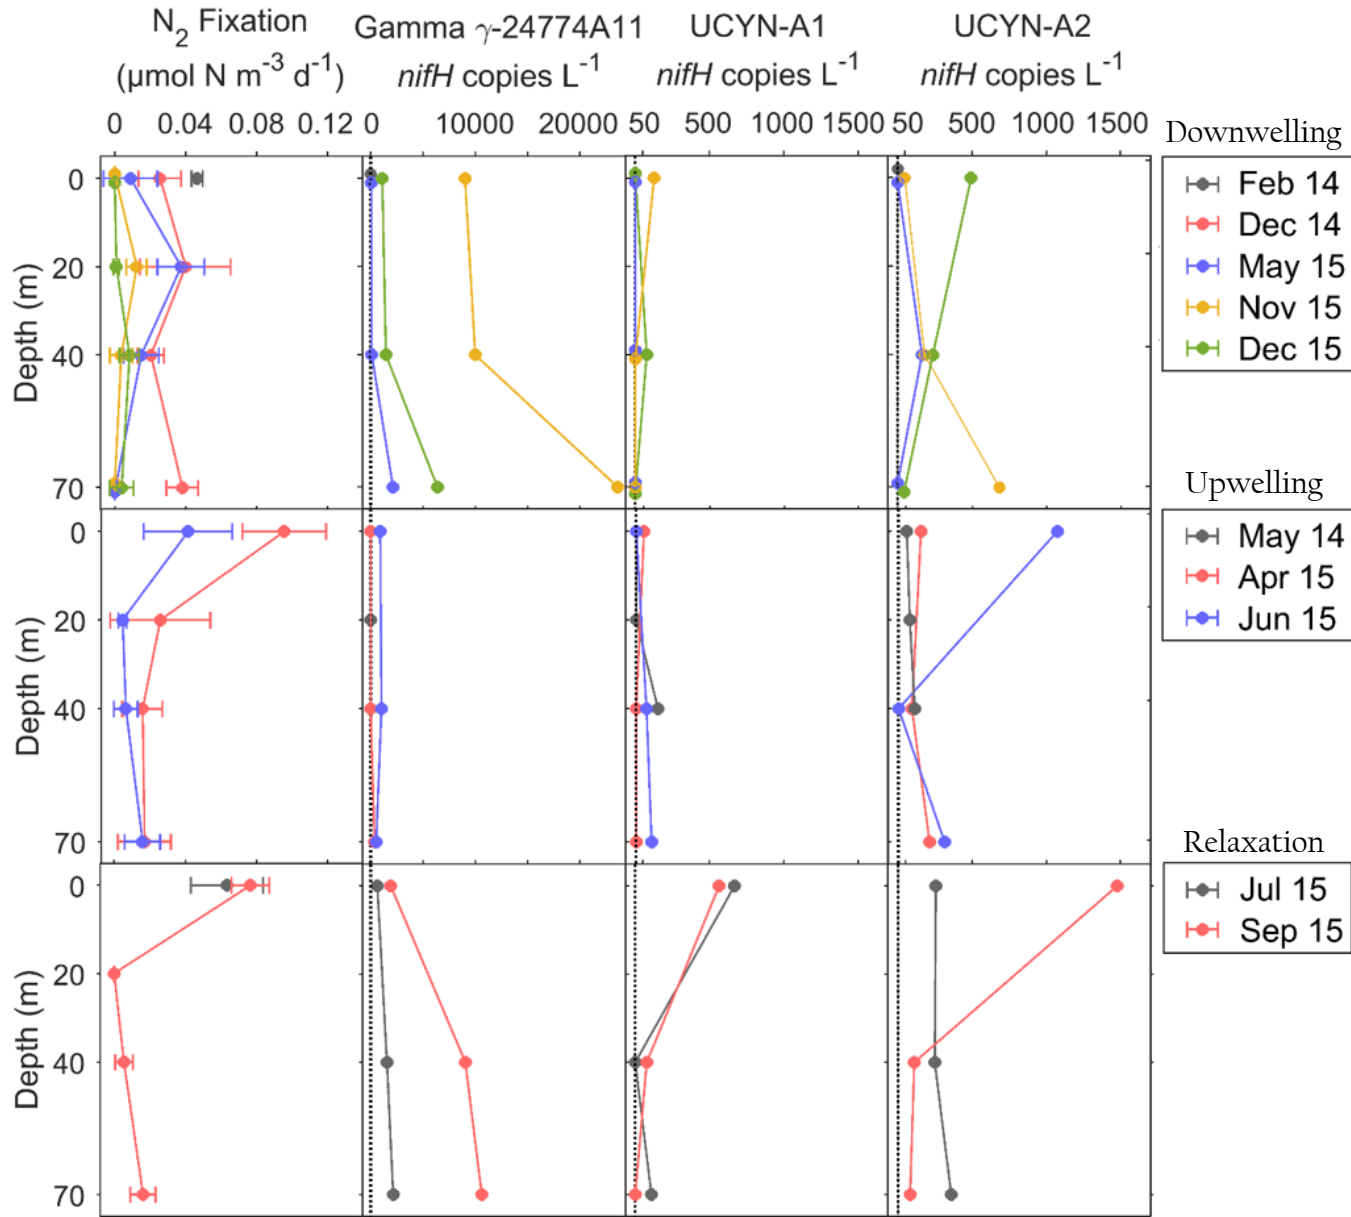 N2 Fixation
(μmol N m-3 d-1)
Gamma γ-24774A11
nifH copies L-1
UCYN-A1
nifH copies L-1
UCYN-A2
nifH copies L-1
0 0.04 0.08 0.12
0 10000 20000
50 500 1000 1500
50 500 1000 1500
Depth (m)
0
20
40
70
Downwelling
Feb 14
Dec 14
May 15
Nov 15
Dec 15
Depth (m)
0
20
40
70
Upwelling
May 14
Apr 15
Jun 15
Depth (m)
0
20
40
70
Relaxation
Jul 15
Sep 15